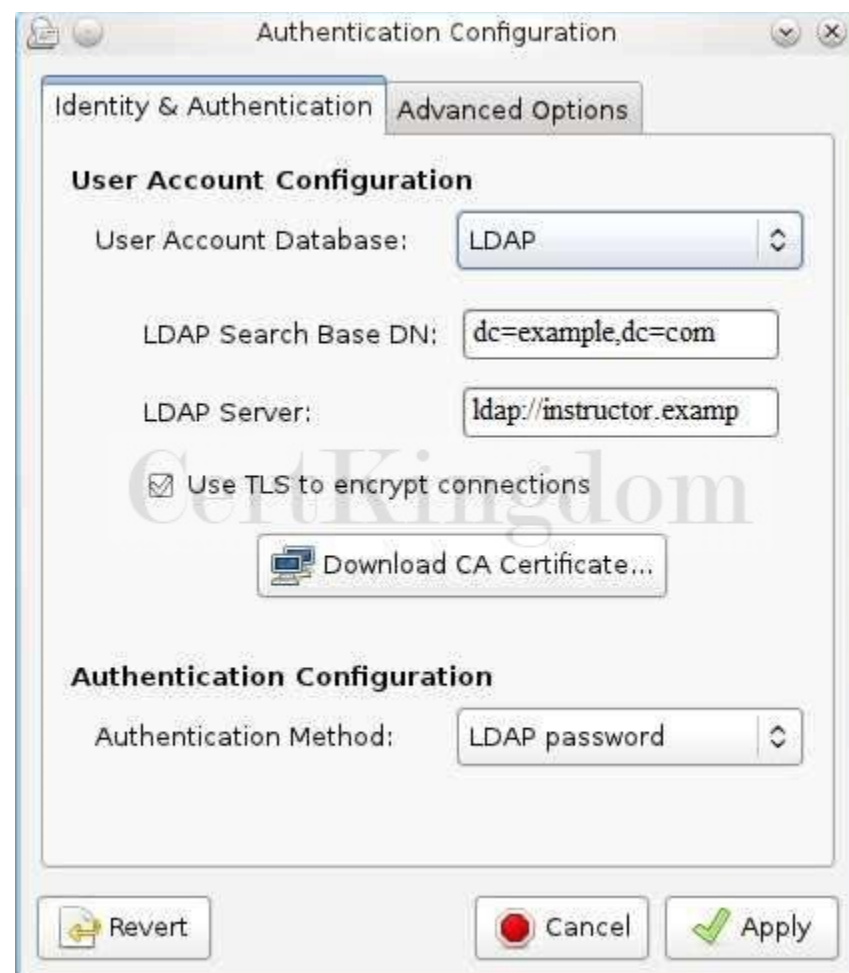 Authentication Configuration
Identity & Authentication
Advanced Options
User Account Configuration
User Account Database: LDAP
LDAP Search Base DN: dc=example,dc=com
LDAP Server: ldap://instructor.examp
CertKingdom
Use TLS to encrypt connections
Download CA Certificate...
Authentication Configuration
Authentication Method: LDAP password
Revert
Cancel
Apply